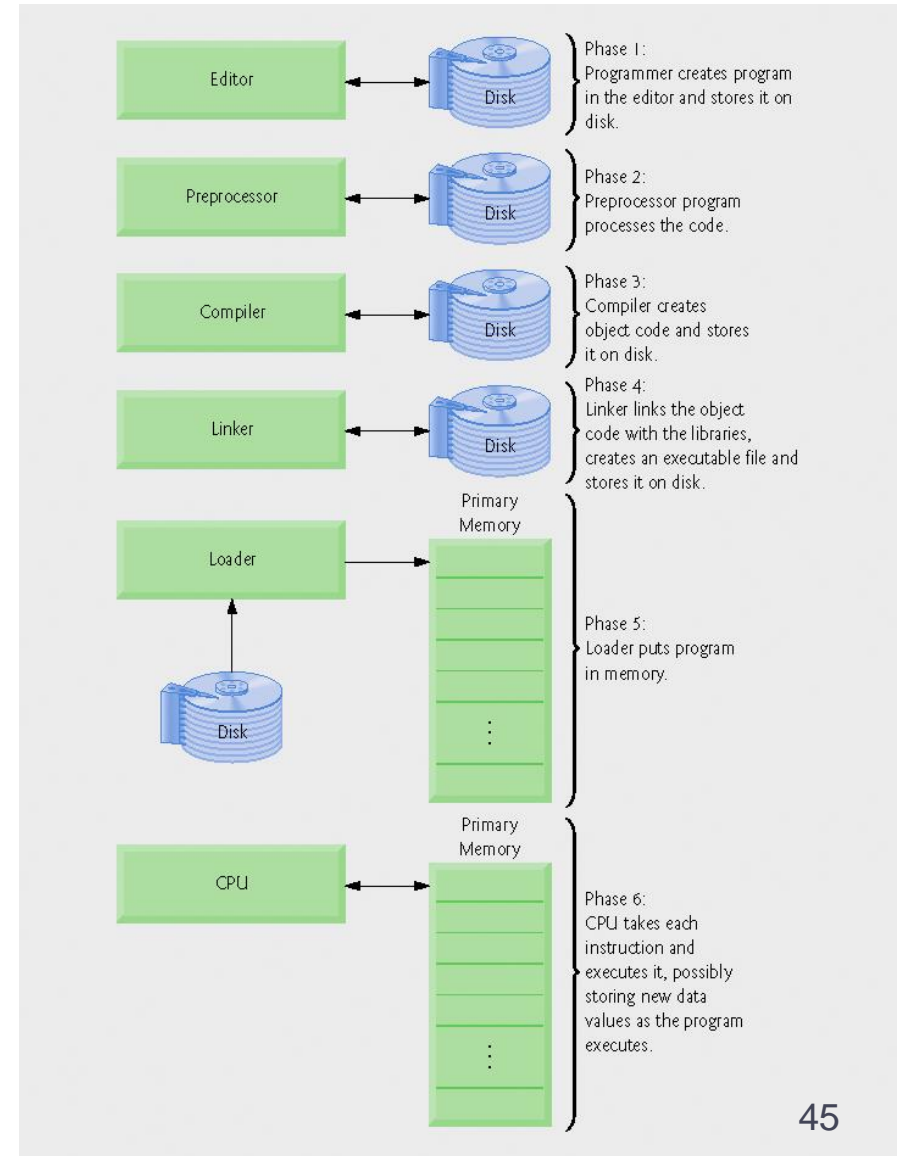 Editor
Disk
Phase 1:
Programmer creates program
in the editor and stores it on
disk.
Preprocessor
Disk
Phase 2:
Preprocessor program
processes the code.
Compiler
Disk
Phase 3:
Compiler creates
object code and stores
it on disk.
Linker
Disk
Phase 4:
Linker links the object
code with the libraries,
creates an executable file and
stores it on disk.
Loader
Disk
Primary
Memory
⋮
Phase 5:
Loader puts program
in memory.
CPU
Primary
Memory
⋮
Phase 6:
CPU takes each
instruction and
executes it, possibly
storing new data
values as the program
executes.
45